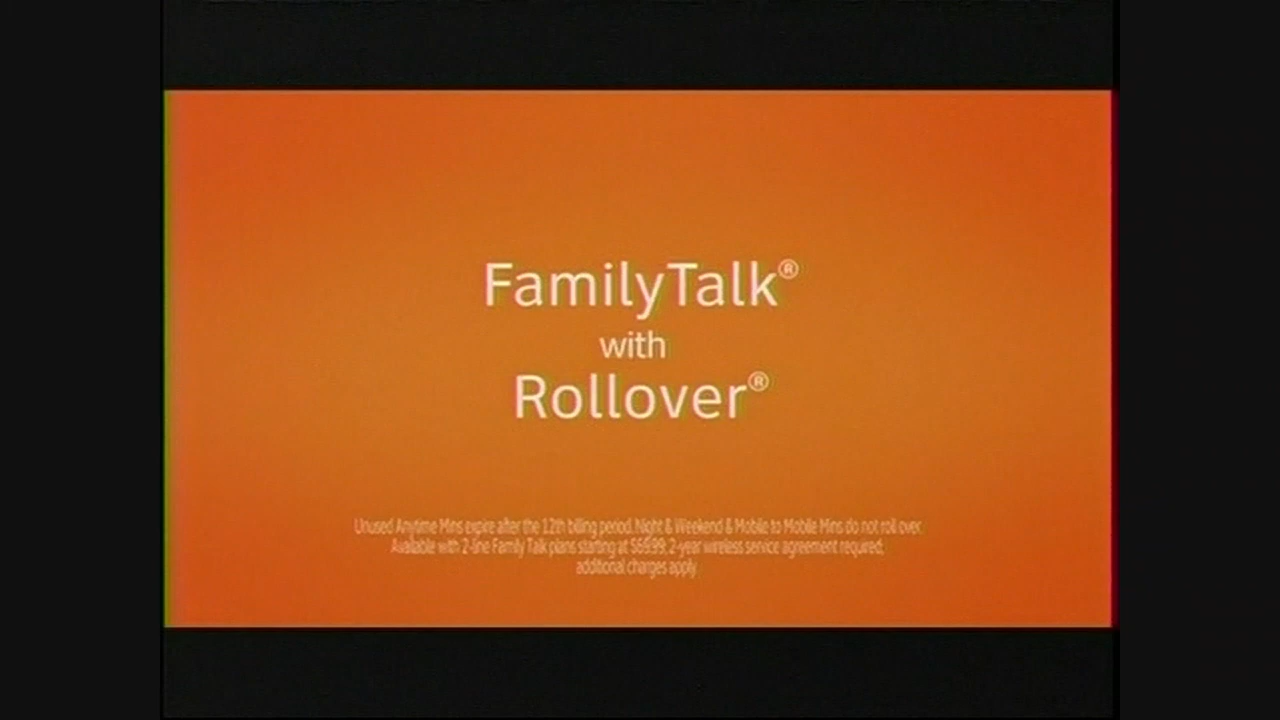 FamilyTalk®
with
Rollover®
Unused Anytime Mins expire after the 12th billing period. Night & Weekend & Mobile to Mobile Mins do not roll over.
Available with 2-line Family Talk plans starting at 2-year wireless service agreement required,
additional charges apply